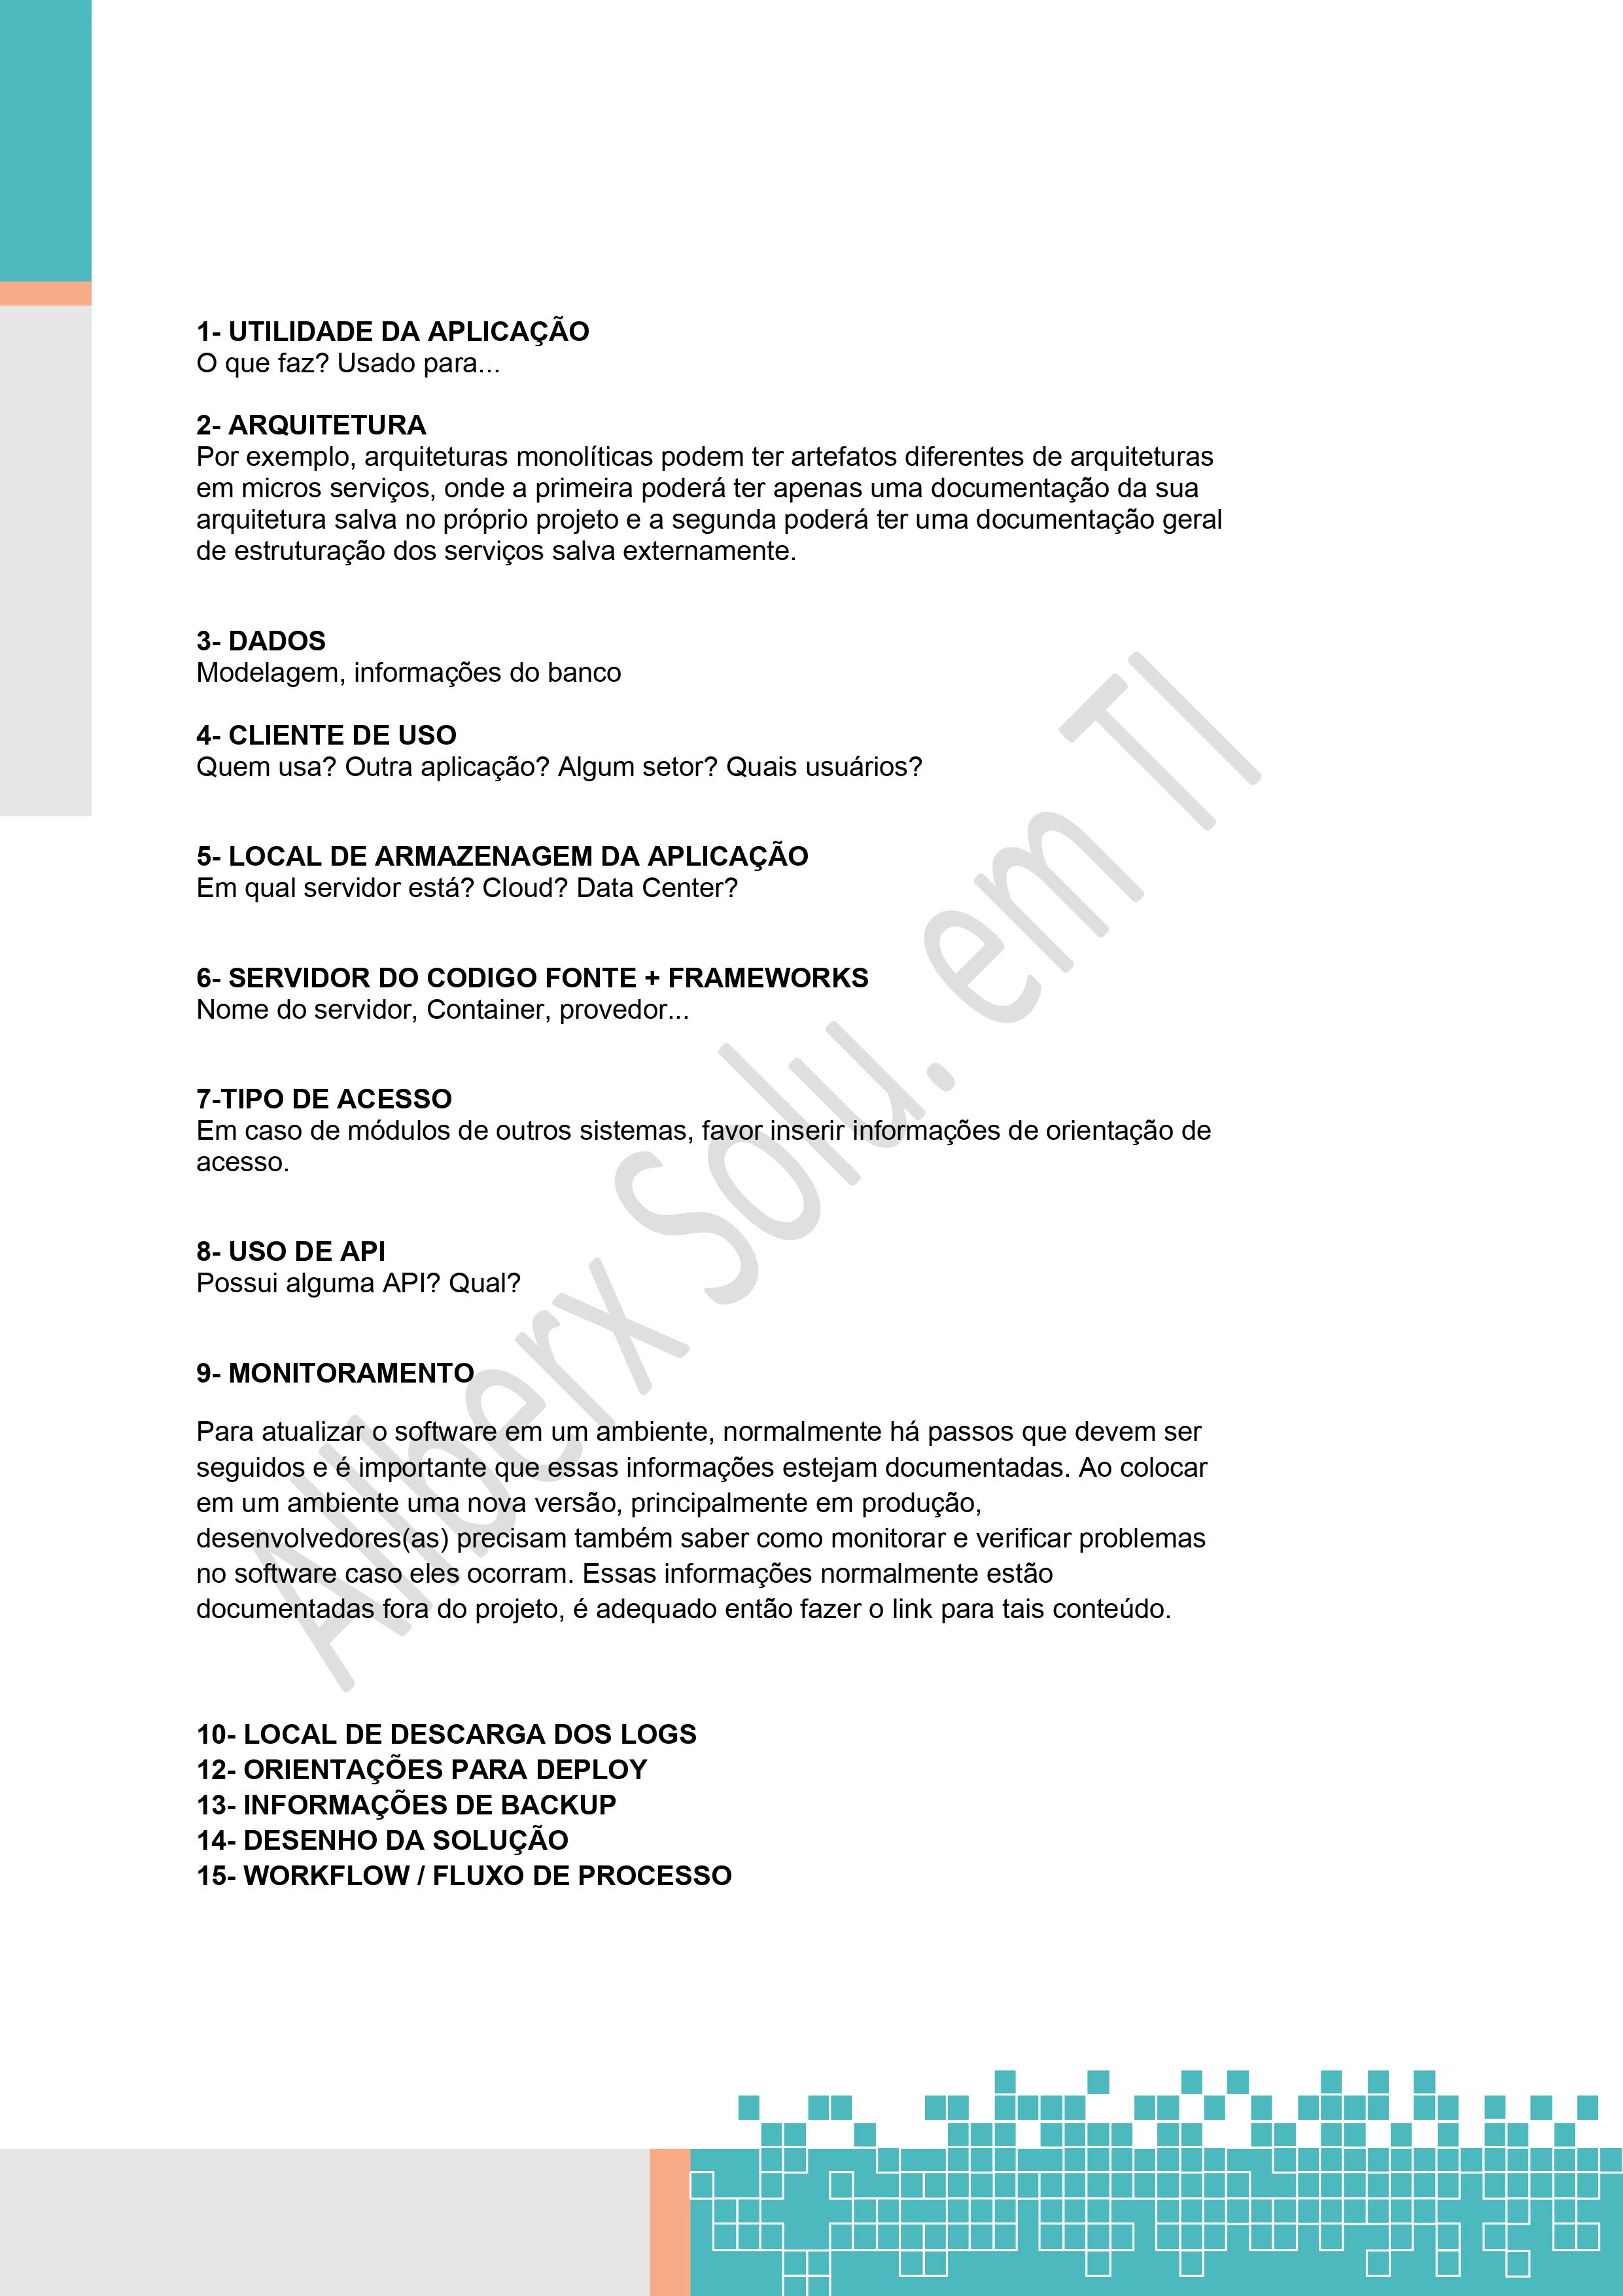 1- UTILIDADE DA APLICAÇÃO
O que faz? Usado para...
2- ARQUITETURA
Por exemplo, arquiteturas monolíticas podem ter artefatos diferentes de arquiteturas
em micros serviços, onde a primeira poderá ter apenas uma documentação da sua
arquitetura salva no próprio projeto e a segunda poderá ter uma documentação geral
de estruturação dos serviços salva externamente.
3- DADOS
Modelagem, informações do banco
4- CLIENTE DE USO
Quem usa? Outra aplicação? Algum setor? Quais usuários?
5- LOCAL DE ARMAZENAGEM DA APLICAÇÃO
Em qual servidor está? Cloud? Data Center?
6- SERVIDOR DO CODIGO FONTE + FRAMEWORKS
Nome do servidor, Container, provedor...
7-TIPO DE ACESSO
Em caso de módulos de outros sistemas, favor inserir informações de orientação de
acesso.
8- USO DE API
Possui alguma API? Qual?
9- MONITORAMENTO
Para atualizar o software em um ambiente, normalmente há passos que devem ser
seguidos e é importante que essas informações estejam documentadas. Ao colocar
em um ambiente uma nova versão, principalmente em produção,
desenvolvedores(as) precisam também saber como monitorar e verificar problemas
no software caso eles ocorram. Essas informações normalmente estão
documentadas fora do projeto, é adequado então fazer o link para tais conteúdo.
10- LOCAL DE DESCARGA DOS LOGS
12- ORIENTAÇÕES PARA DEPLOY
13- INFORMAÇÕES DE BACKUP
14- DESENHO DA SOLUÇÃO
15- WORKFLOW / FLUXO DE PROCESSO
Alberx Solu. em TI